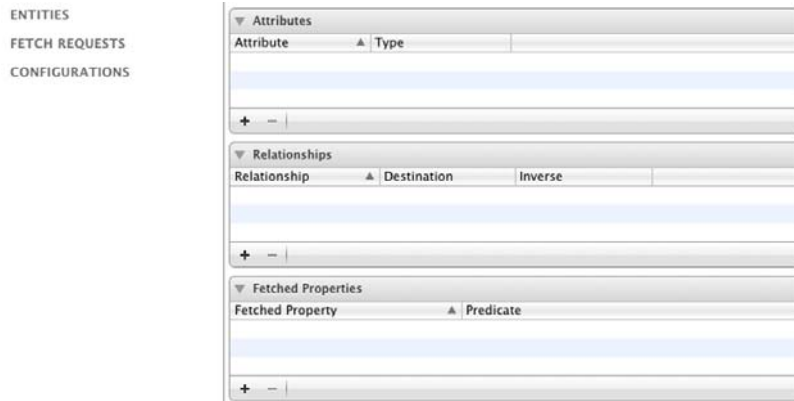 ENTITIES
FETCH REQUESTS
CONFIGURATIONS
Attributes
Attribute Type
Relationships
Relationship Destination Inverse
Fetched Properties
Fetched Property Predicate